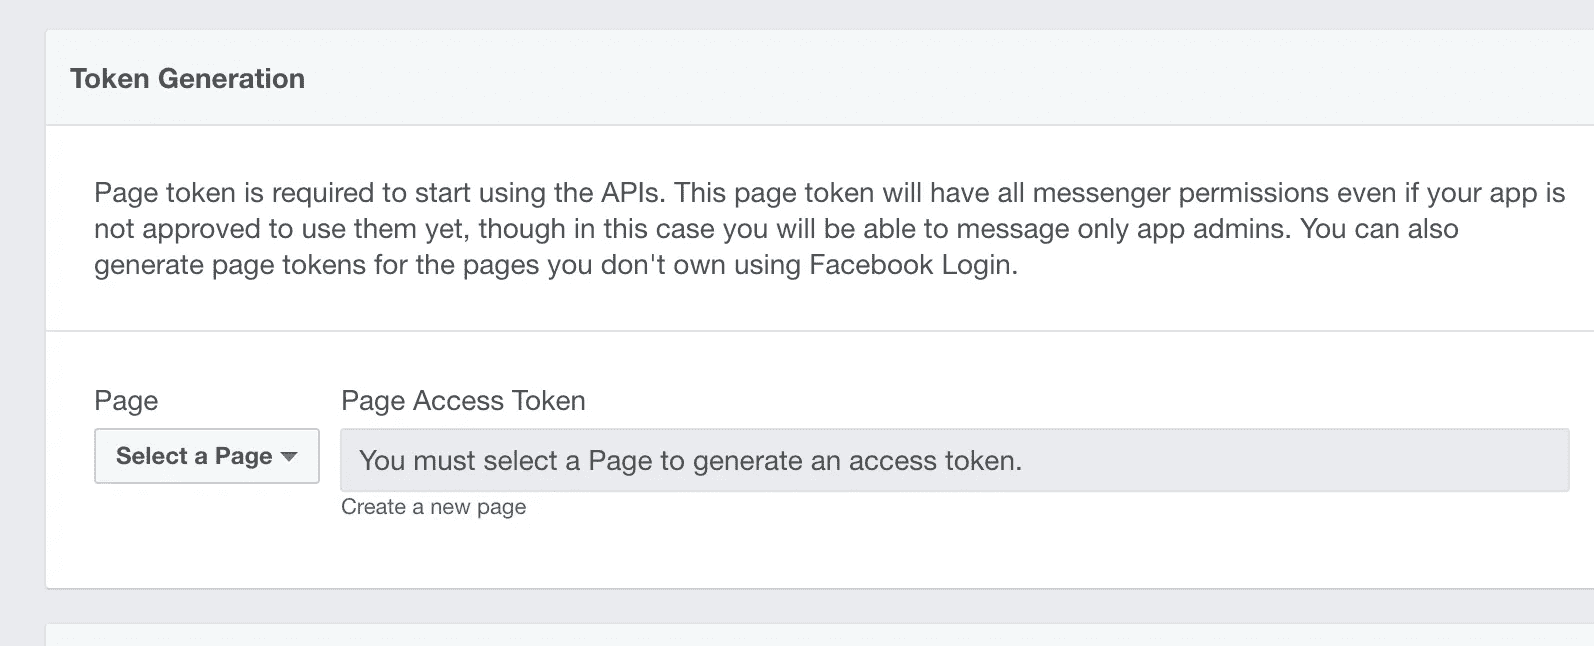 Token Generation
Page token is required to start using the APIs. This page token will have all messenger permissions even if your app is
not approved to use them yet, though in this case you will be able to message only app admins. You can also
generate page tokens for the pages you don't own using Facebook Login.
Page
Page Access Token
Select a Page
You must select a Page to generate an access token.
Create a new page